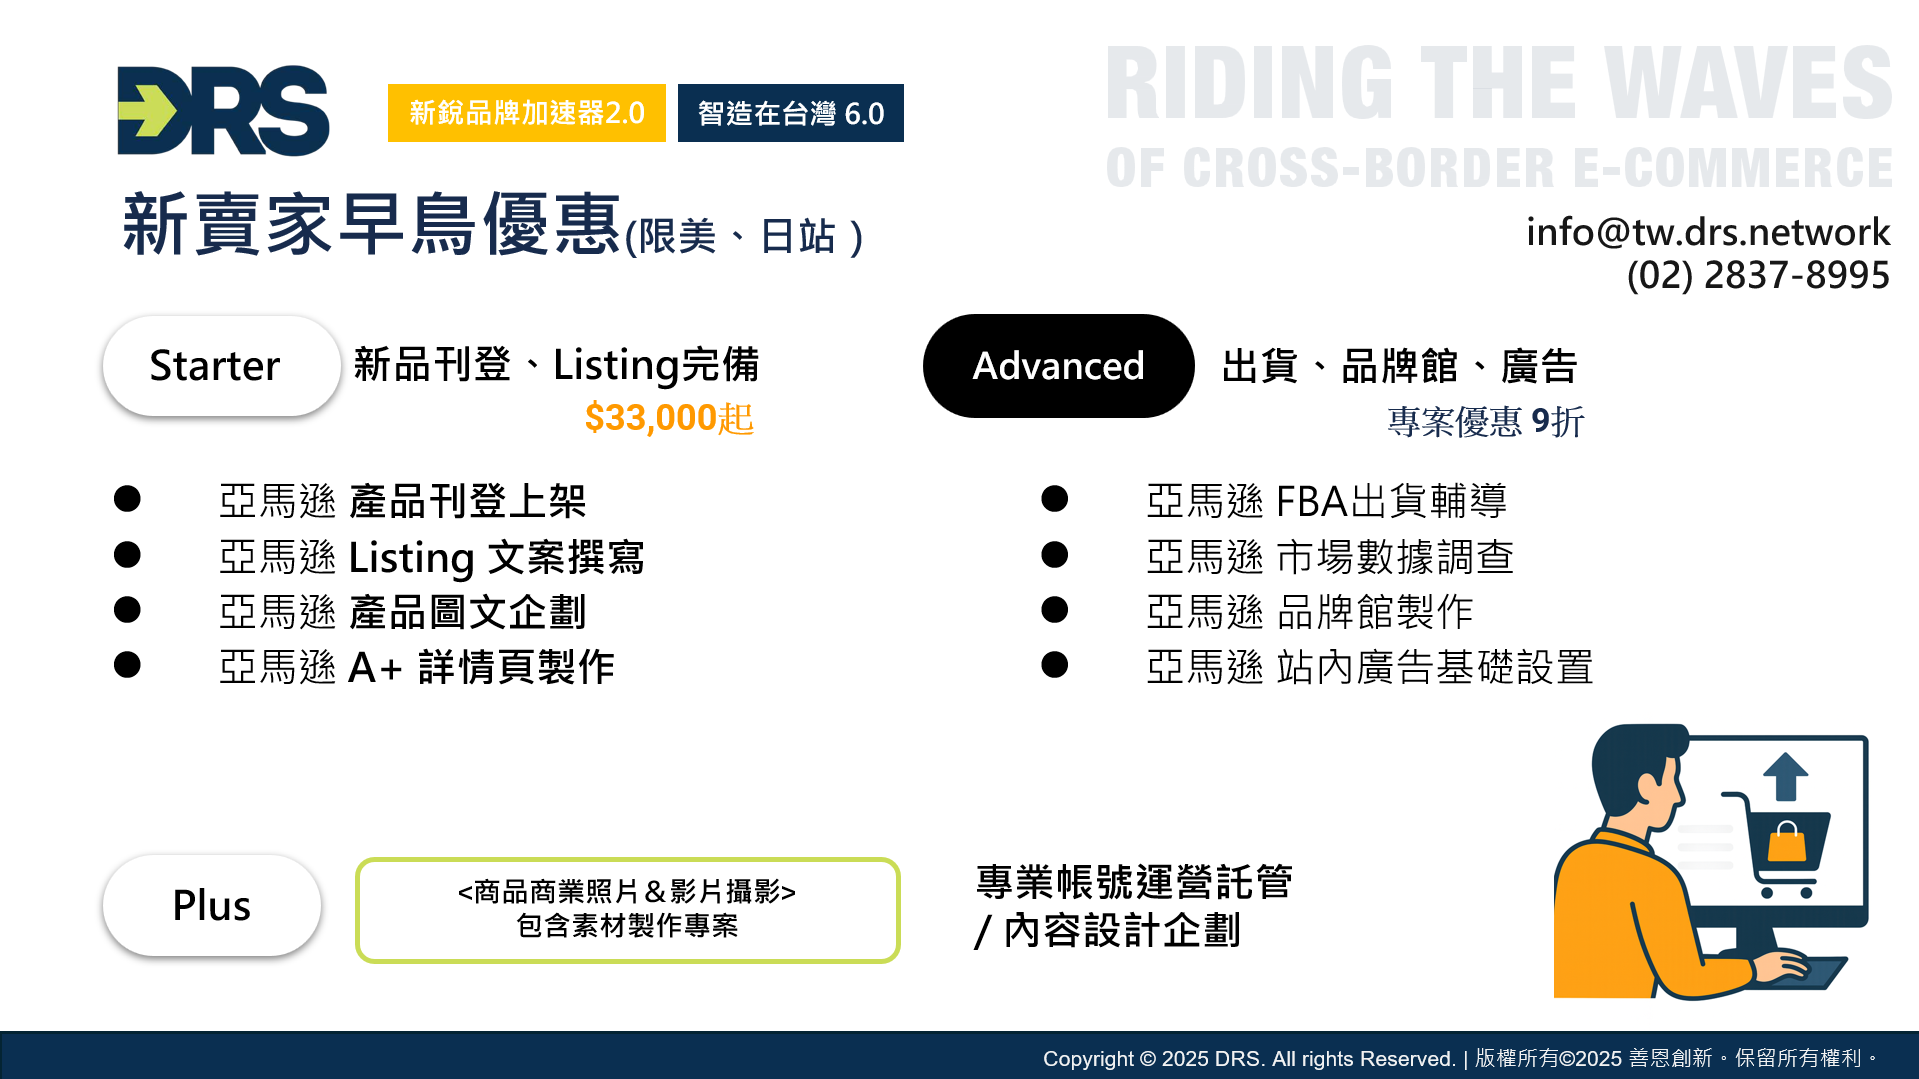 DRS
新銳品牌加速器2.0
智造在台灣 6.0
RIDING THE WAVES
OF CROSS-BORDER E-COMMERCE
新賣家早鳥優惠(限美、日站)
info@tw.drs.network
(02) 2837-8995
Starter
新品刊登、Listing完備
$33,000起
● 亞馬遜 產品刊登上架
● 亞馬遜 Listing 文案撰寫
● 亞馬遜 產品圖文企劃
● 亞馬遜 A+ 詳情頁製作
Advanced
出貨、品牌館、廣告
專案優惠 9折
● 亞馬遜 FBA出貨輔導
● 亞馬遜 市場數據調查
● 亞馬遜 品牌館製作
● 亞馬遜 站內廣告基礎設置
Plus
<商品商業照片＆影片攝影>
包含素材製作專案
專業帳號運營託管
/ 內容設計企劃
Copyright © 2025 DRS. All rights Reserved. | 版權所有©2025 善恩創新。保留所有權利。